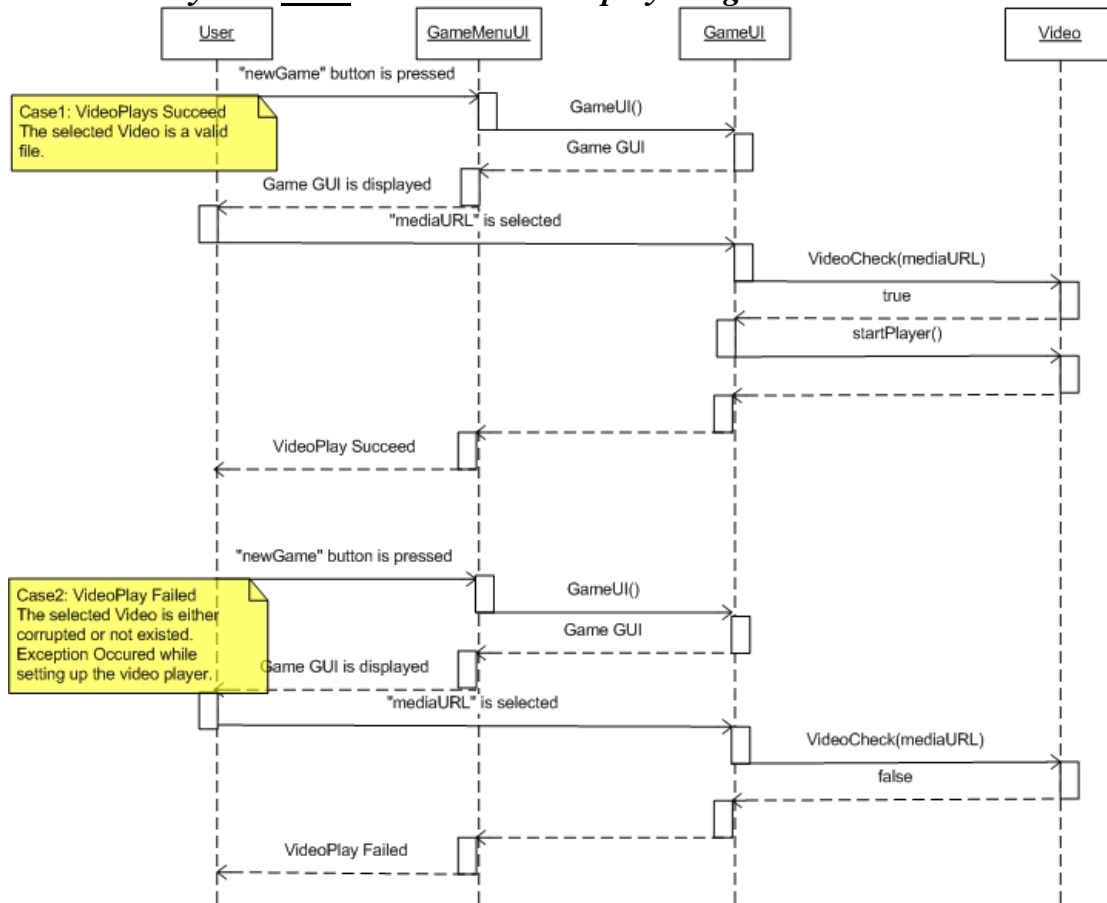 User
GameMenuUI
GameUI
Video
"newGame" button is pressed
Case1: VideoPlays Succeed
The selected Video is a valid
file.
GameUI()
Game GUI
Game GUI is displayed
"mediaURL" is selected
VideoCheck(mediaURL)
true
startPlayer()
VideoPlay Succeed
"newGame" button is pressed
Case2: VideoPlay Failed
The selected Video is either
corrupted or not existed.
Exception Occured while
setting up the video player.
GameUI()
Game GUI
Game GUI is displayed
"mediaURL" is selected
VideoCheck(mediaURL)
false
VideoPlay Failed